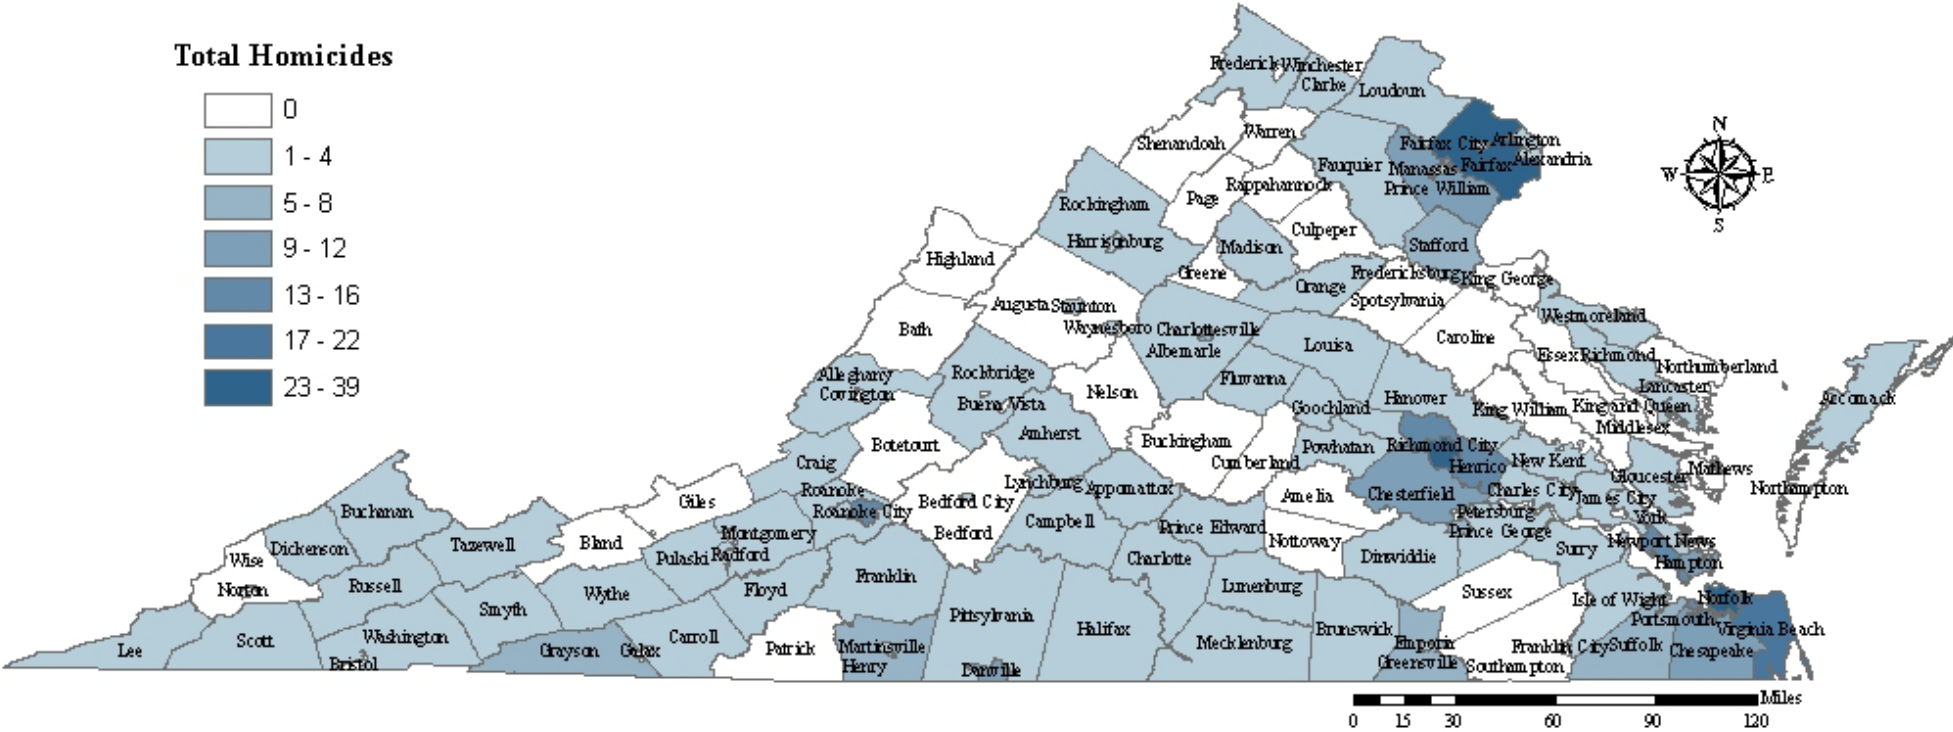 Total Homicides
0
1 - 4
5 - 8
9 - 12
13 - 16
17 - 22
23 - 39
N
W E
S
Frederick Winchester
Clarke
Loudoun
Shenandoah
Warren
Fairfax City Arlington
Fauquier Manassas Fairfax Alexandria
Prince William
Page
Rappahannock
Rockingham
Culpeper
Harrisonburg
Madison
Stafford
Highland
Greene
Orange
Fredericksburg King George
Spotsylvania
Augusta Staunton
Westmoreland
Bath
Waynesboro Charlottesville
Albemarle
Louisa
Caroline
Essex Richmond
Northumberland
Alleghany
Covington
Rockbridge
Fluvanna
Lancaster
Nelson
Buena Vista
Goochland
Hanover
King William King and Queen
Accomack
Middlesex
Botetourt
Amherst
Buckingham
Cumberland
Powhatan
Richmond City
Henrico
New Kent
Craig
Gloucester
Mathews
Giles
Roanoke
Roanoke City
Bedford City
Lynchburg
Appomattox
Amelia
Chesterfield
Charles City
James City
Northampton
Buchanan
Bedford
Campbell
Prince Edward
Petersburg
Prince George
York
Wise
Dickenson
Tazewell
Bland
Pulaski
Montgomery
Radford
Nottoway
Dinwiddie
Surry
Newport News
Hampton
Norton
Russell
Wythe
Floyd
Franklin
Charlotte
Lunenburg
Sussex
Isle of Wight
Norfolk
Portsmouth
Virginia Beach
Lee
Scott
Washington
Bristol
Smyth
Grayson
Galax
Carroll
Patrick
Martinsville
Henry
Pittsylvania
Danville
Halifax
Mecklenburg
Brunswick
Emporia
Greensville
Franklin City
Southampton
Suffolk
Chesapeake
Miles
0 15 30 60 90 120